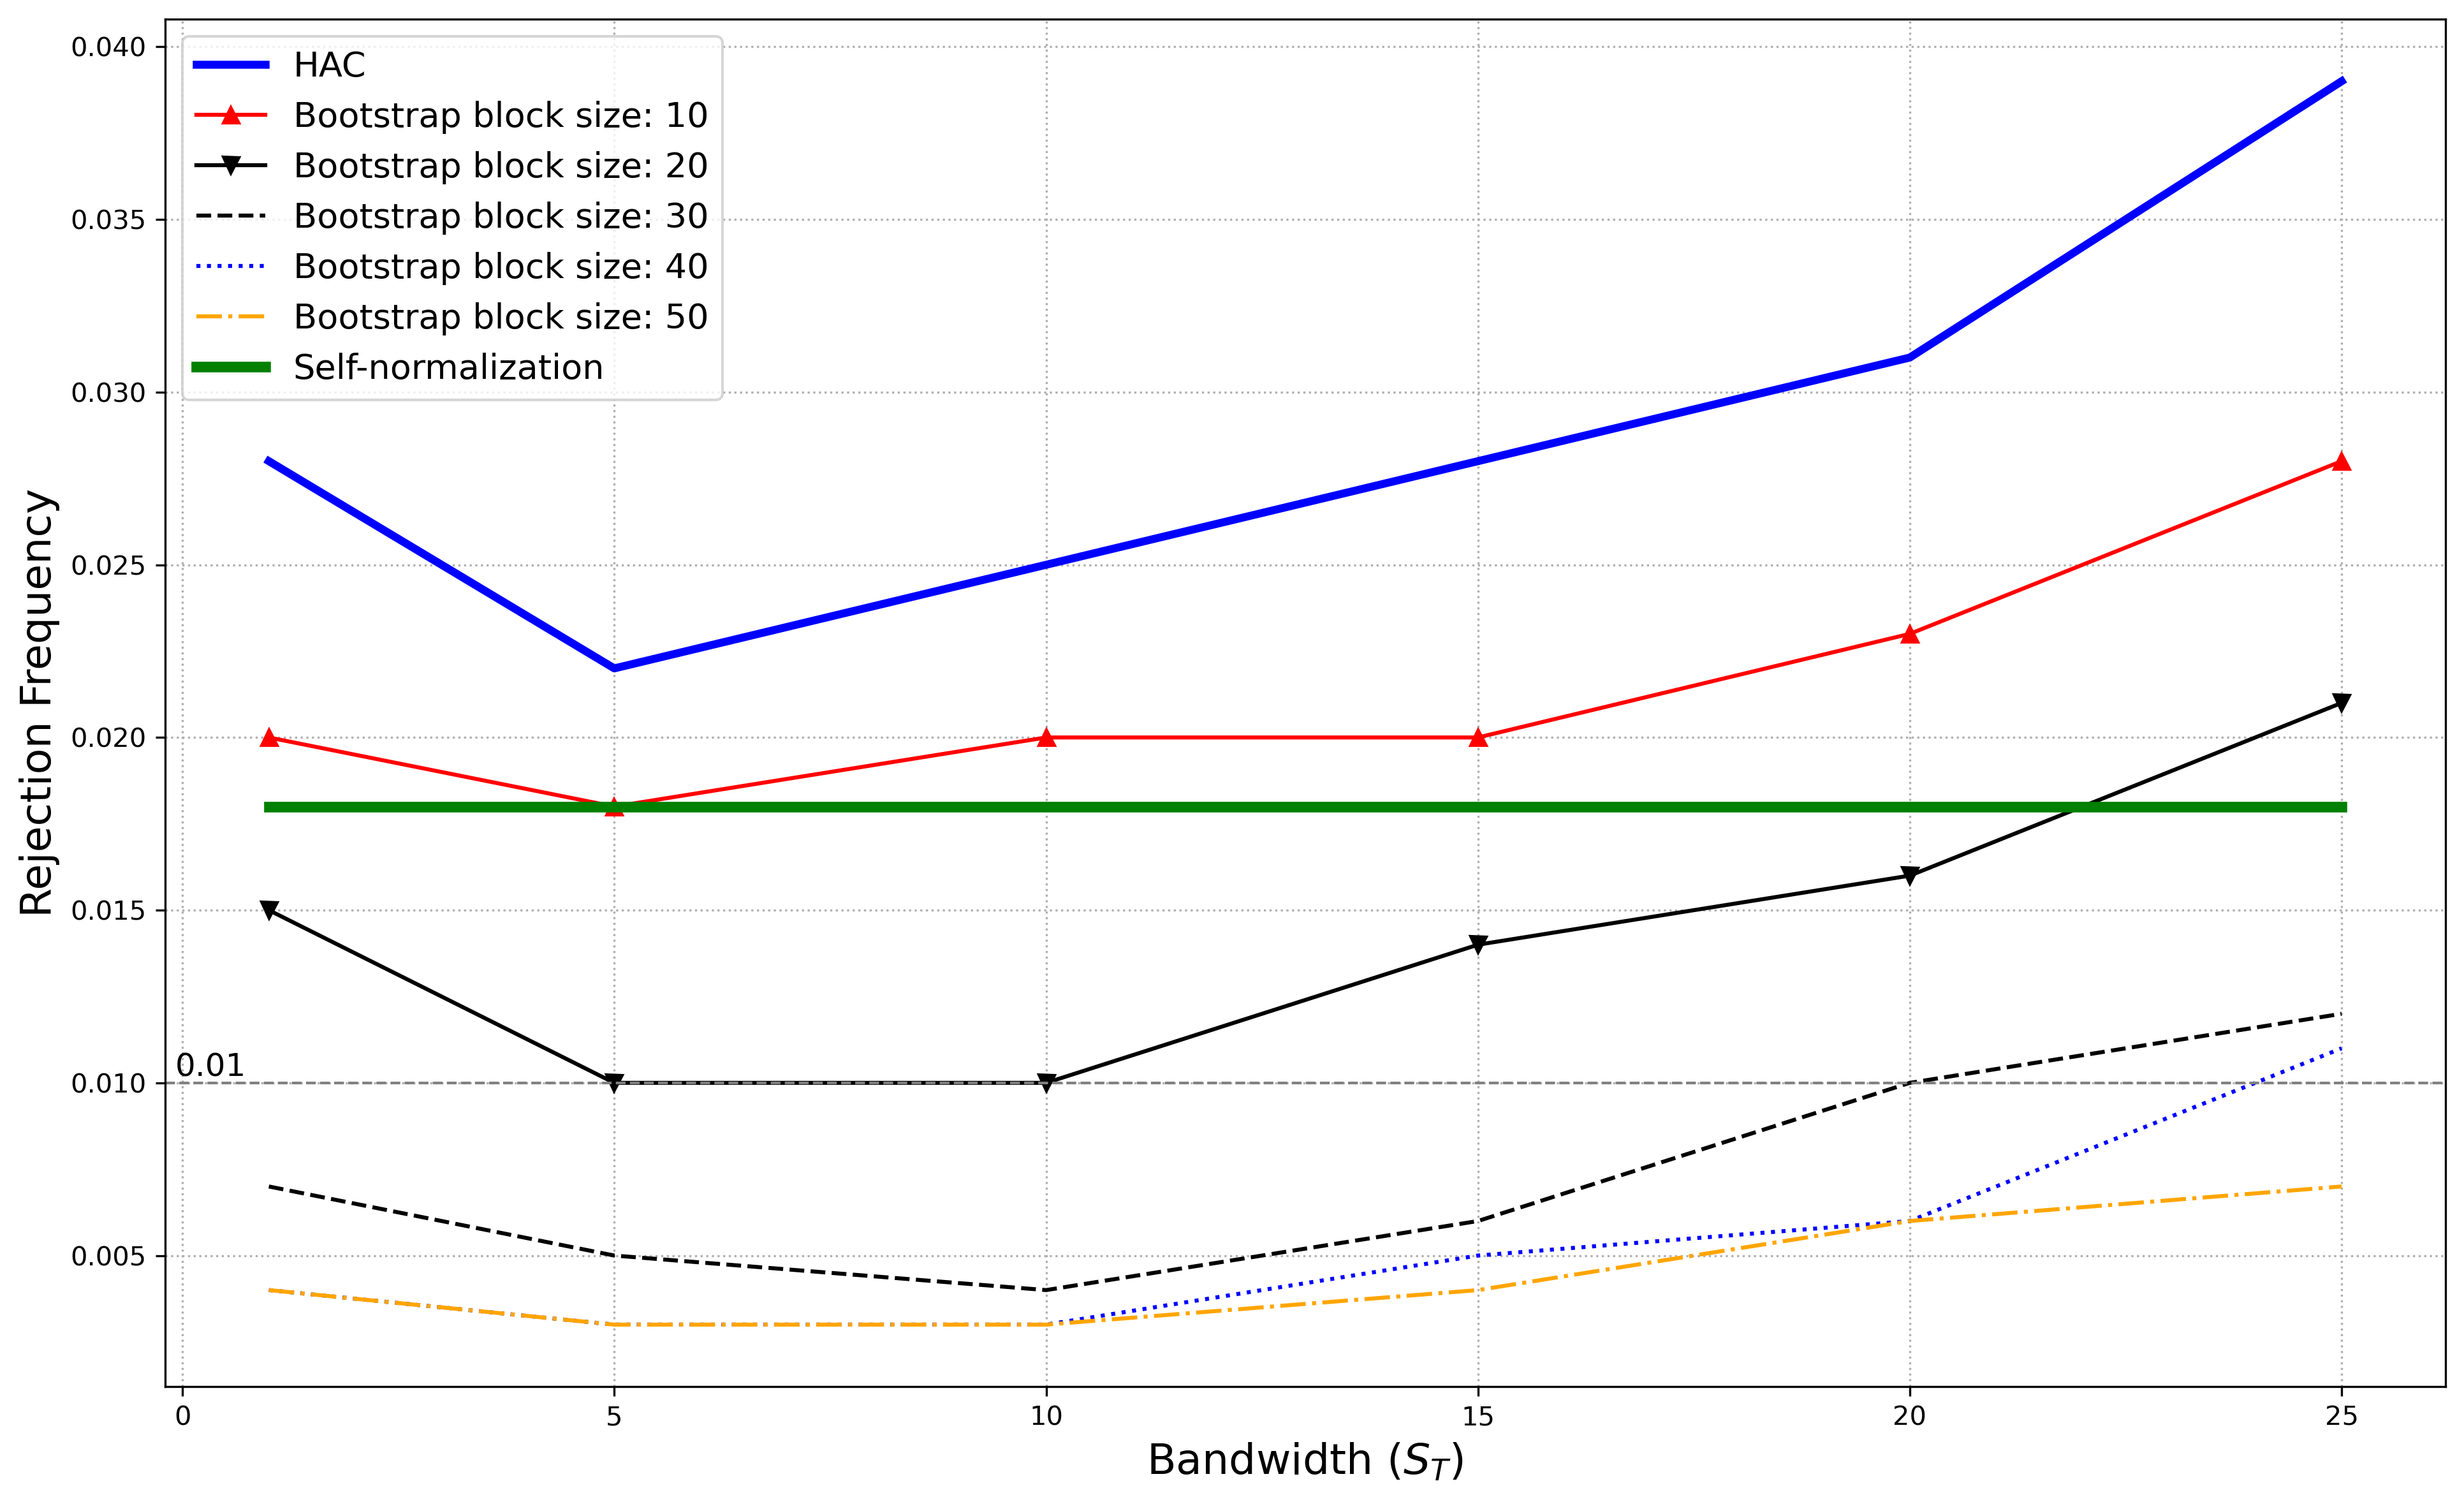 HAC
Bootstrap block size: 10
Bootstrap block size: 20
Bootstrap block size: 30
Bootstrap block size: 40
Bootstrap block size: 50
Self-normalization
0.040
0.035
0.030
0.025
0.020
0.015
0.010
0.005
0.01
Rejection Frequency
0 5 10 15 20 25
Bandwidth (S_T)